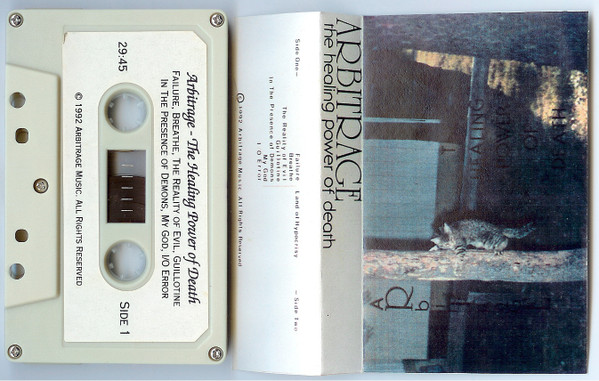 29:45
Arbitrage - The Healing Power of Death
FAILURE, BREATHE, THE REALITY OF EVIL, GUILLOTINE
IN THE PRESENCE OF DEMONS, MY GOD, I/O ERROR
© 1992 ARBITRAGE MUSIC. ALL RIGHTS RESERVED
SIDE 1
Side One—
Failure
Breathe
The Reality of Evil
Guillotine
In The Presence of Demons
My God
I O Error
Land of Hypocrisy
— Side Two
©1992 Arbitrage Music. All Rights Reserved
ARBITRAGE
the healing power of death